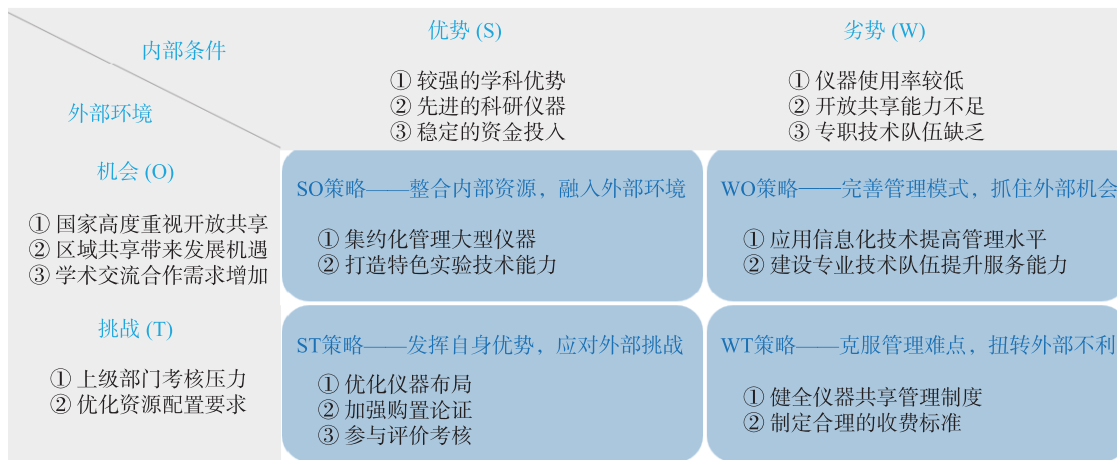 内部条件
外部环境
优势 (S)
① 较强的学科优势
② 先进的科研仪器
③ 稳定的资金投入
劣势 (W)
① 仪器使用率较低
② 开放共享能力不足
③ 专职技术队伍缺乏
机会 (O)
① 国家高度重视开放共享
② 区域共享带来发展机遇
③ 学术交流合作需求增加
SO策略——整合内部资源，融入外部环境
① 集约化管理大型仪器
② 打造特色实验技术能力
WO策略——完善管理模式，抓住外部机会
① 应用信息化技术提高管理水平
② 建设专业技术队伍提升服务能力
挑战 (T)
① 上级部门考核压力
② 优化资源配置要求
ST策略——发挥自身优势，应对外部挑战
① 优化仪器布局
② 加强购置论证
③ 参与评价考核
WT策略——克服管理难点，扭转外部不利
① 健全仪器共享管理制度
② 制定合理的收费标准